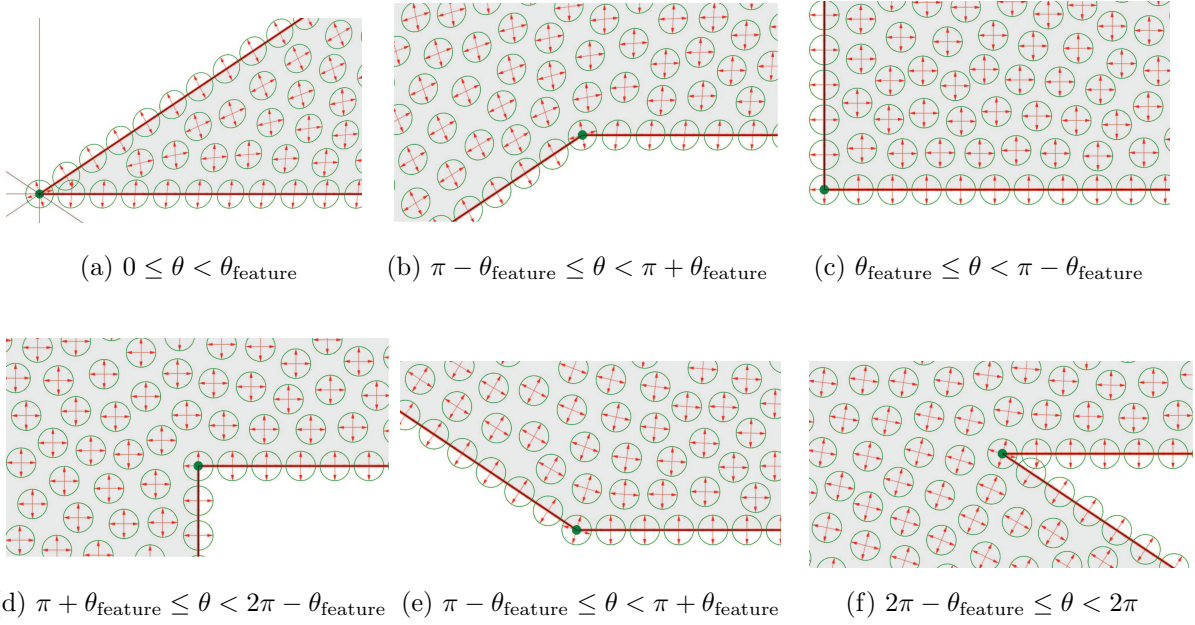 (a) 0 ≤ θ < θ_feature
(b) π − θ_feature ≤ θ < π + θ_feature
(c) θ_feature ≤ θ < π − θ_feature
d) π + θ_feature ≤ θ < 2π − θ_feature
(e) π − θ_feature ≤ θ < π + θ_feature
(f) 2π − θ_feature ≤ θ < 2π